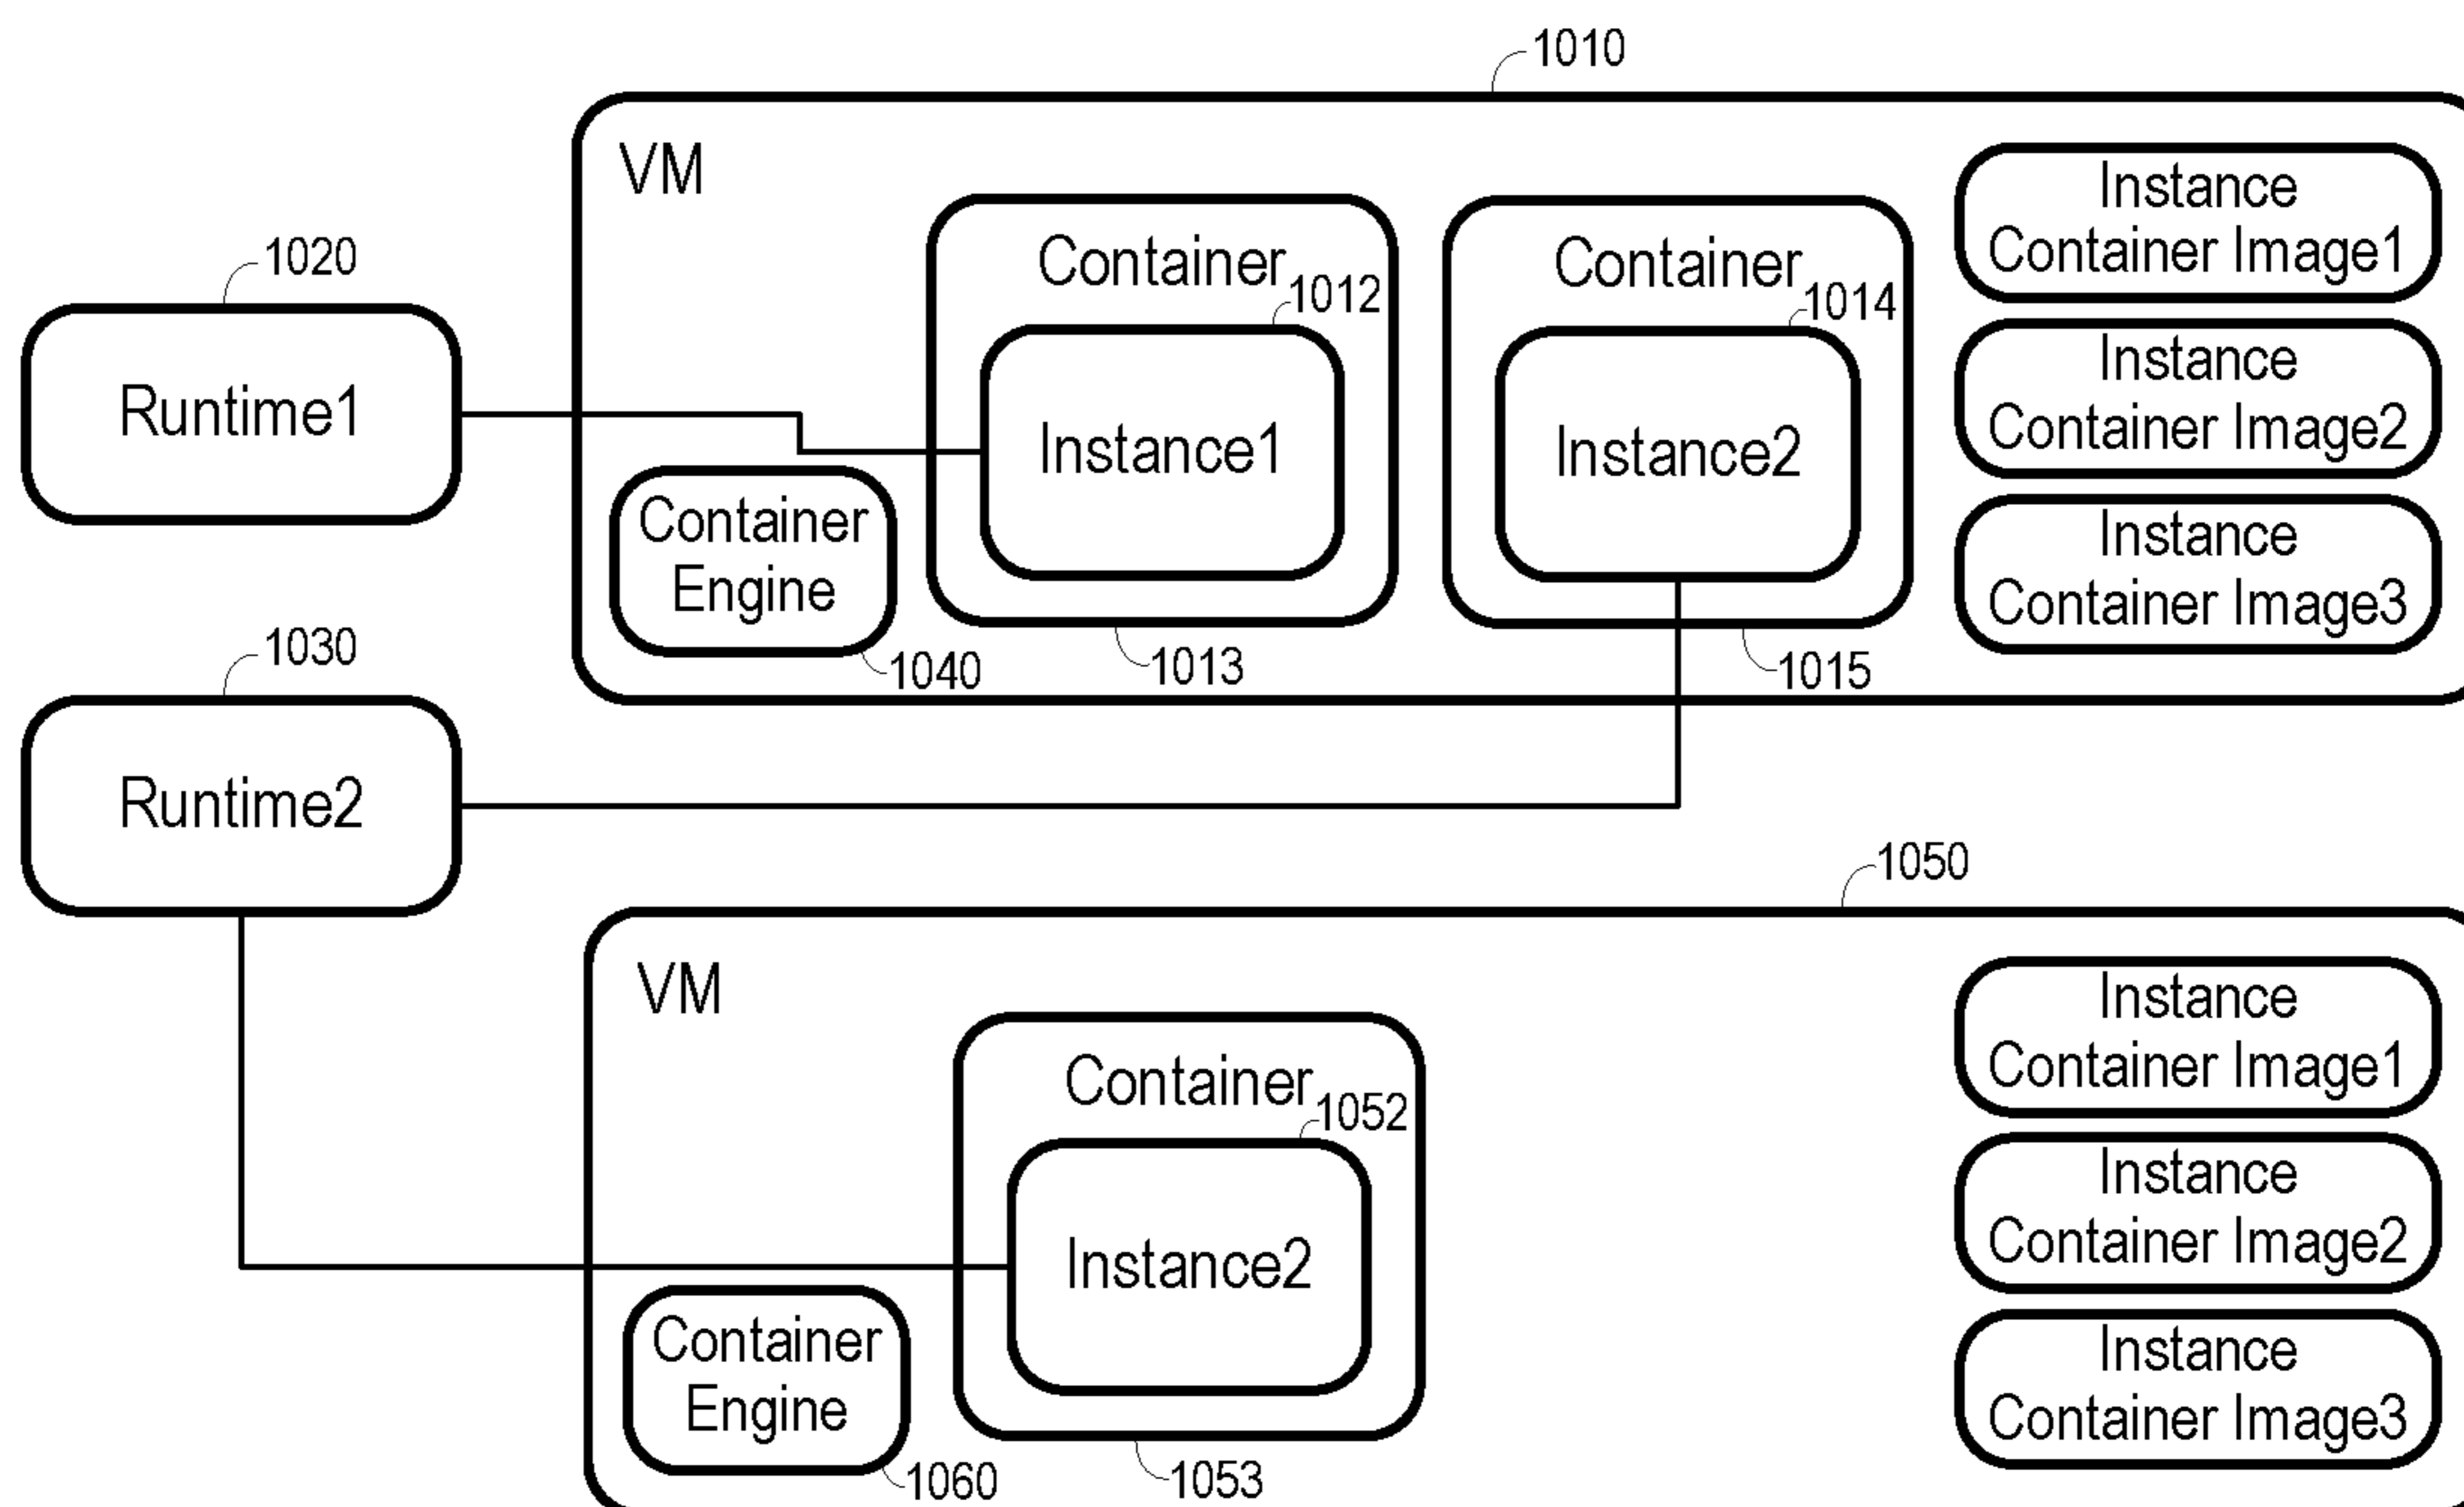 1010
VM
Instance
Container Image1
1020
Container
1012
Container
1014
Instance
Container Image2
Runtime1
Instance1
Instance2
Container
Engine
Instance
Container Image3
1030
1040
1013
1015
Runtime2
1050
VM
Instance
Container Image1
Container
1052
Instance
Container Image2
Instance2
Container
Engine
Instance
Container Image3
1060
1053